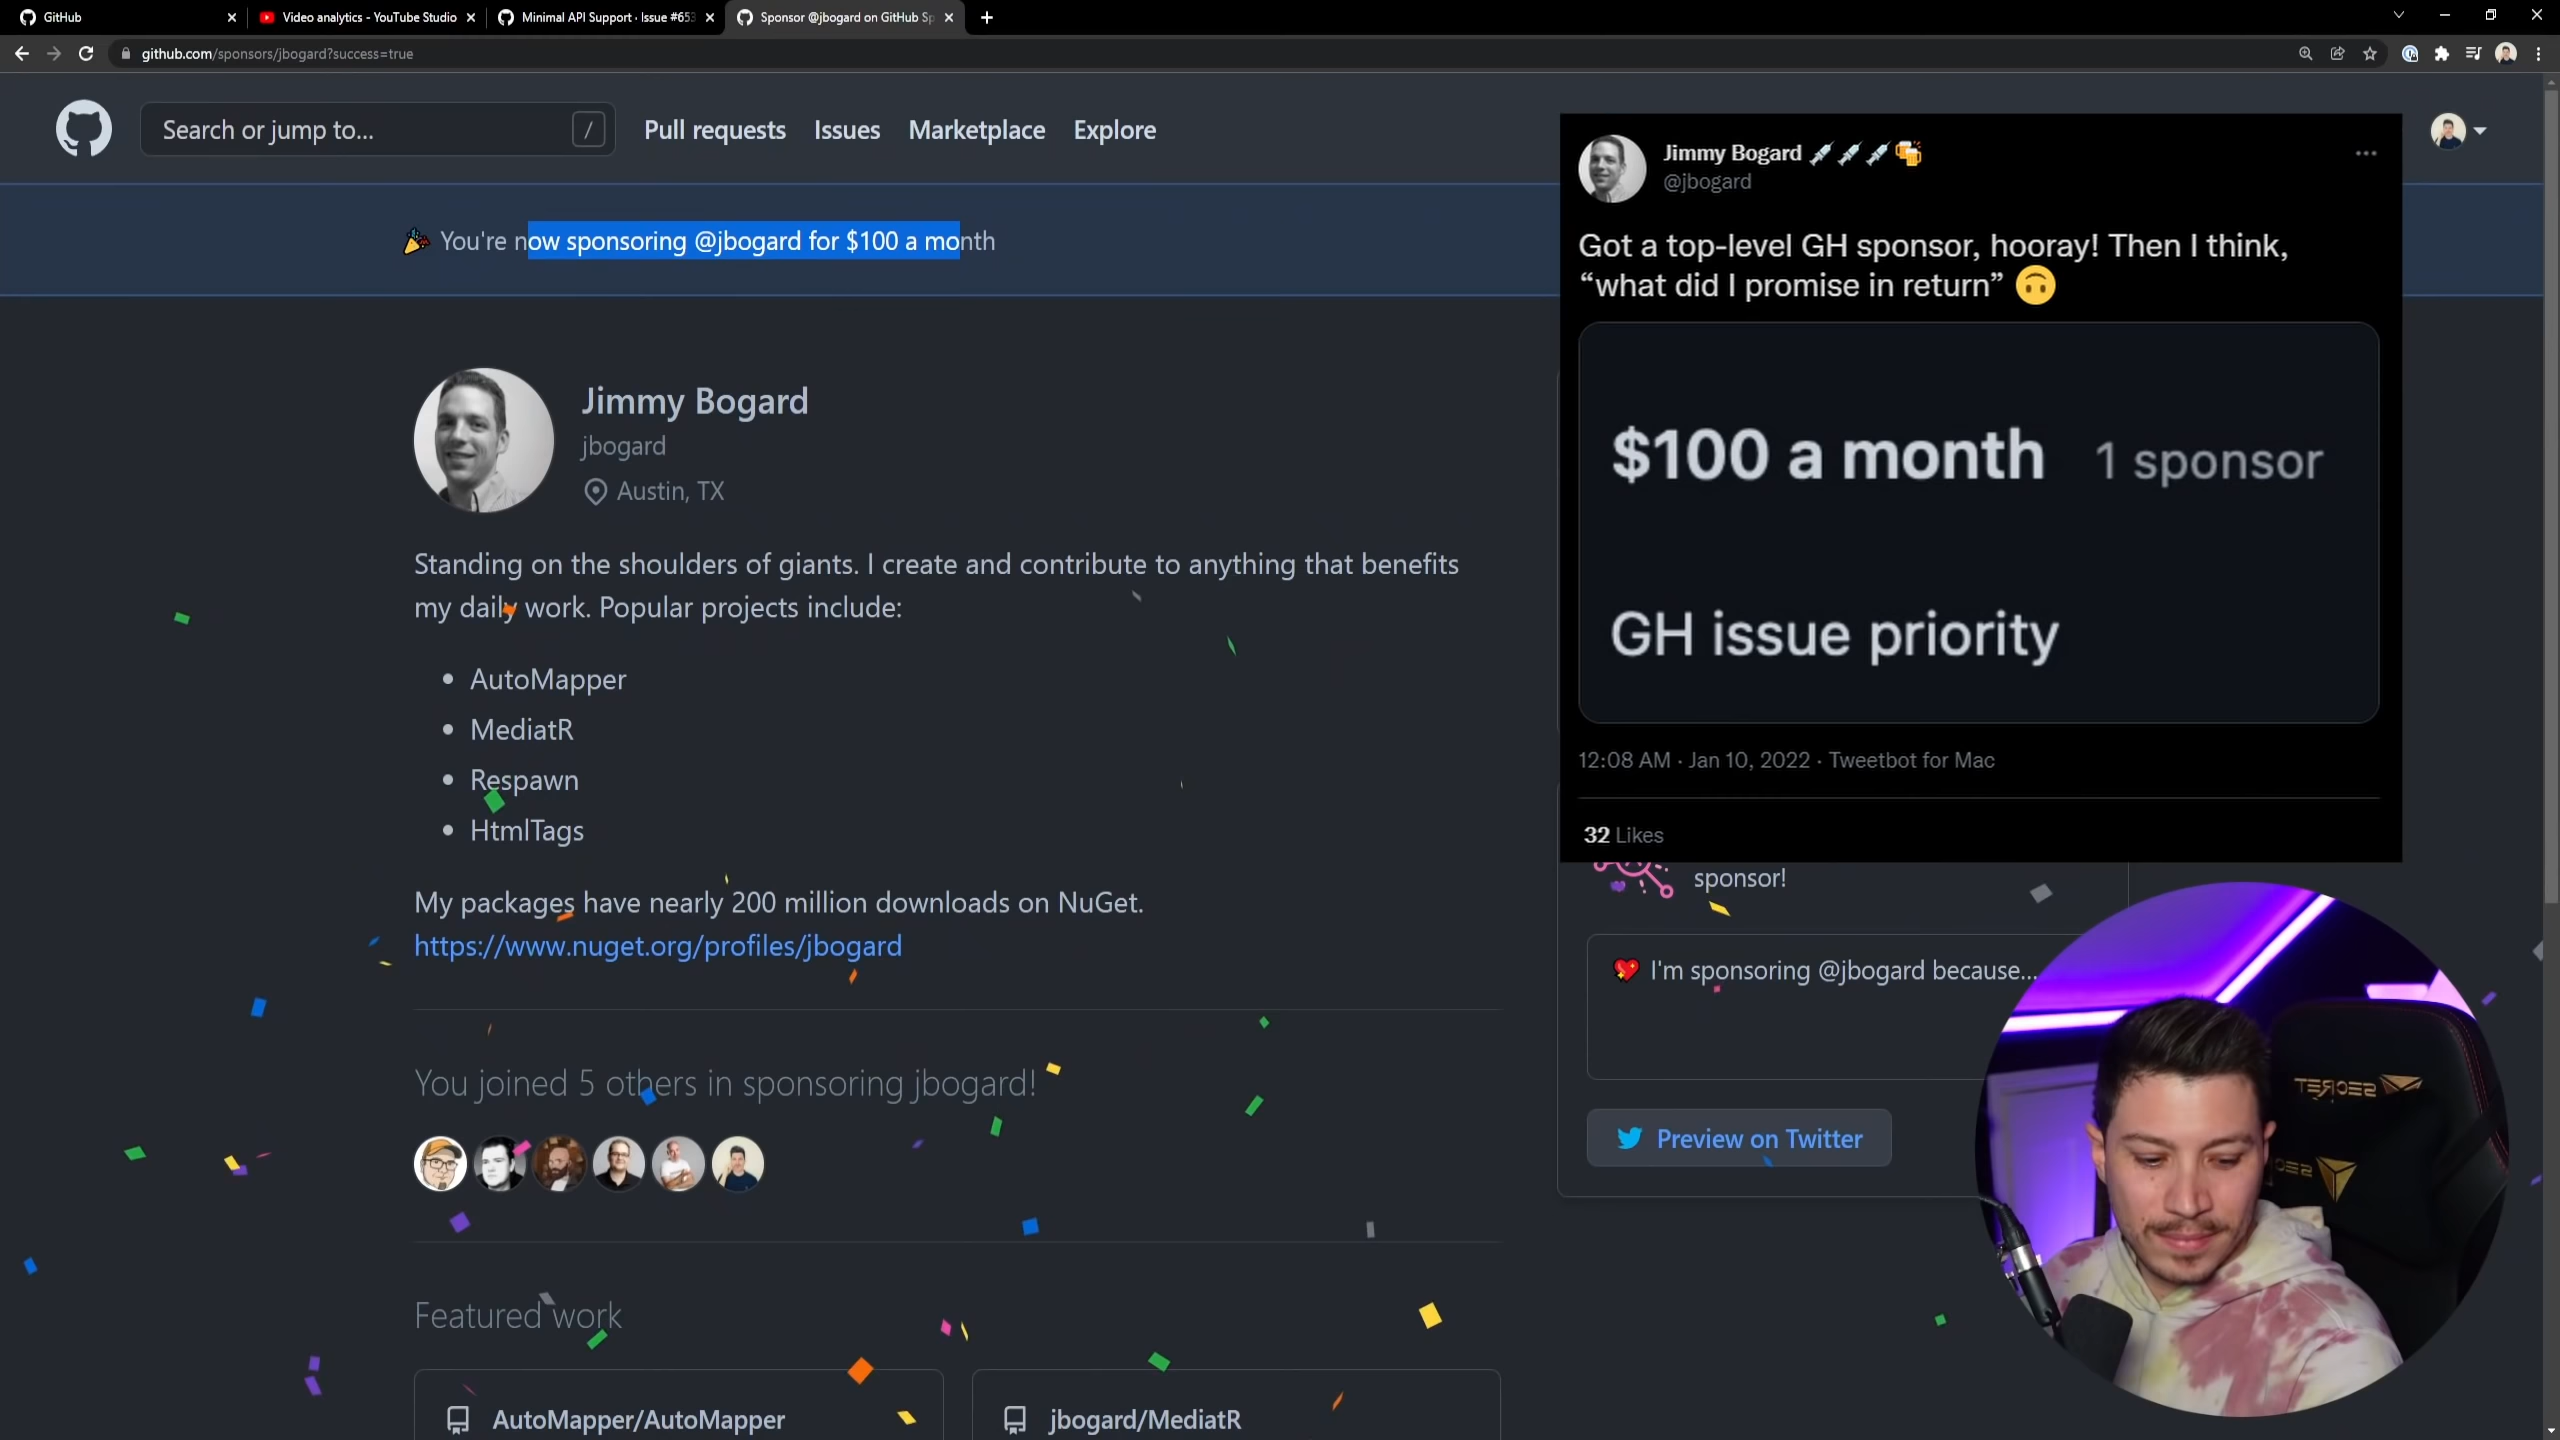 GitHub
Video analytics - YouTube Studio
Minimal API Support · Issue #653
Sponsor @jbogard on GitHub Sp
github.com/sponsors/jbogard?success=true
Search or jump to...
/
Pull requests
Issues
Marketplace
Explore
You're now sponsoring @jbogard for $100 a month
Jimmy Bogard
jbogard
Austin, TX
Standing on the shoulders of giants. I create and contribute to anything that benefits
my daily work. Popular projects include:
AutoMapper
MediatR
Respawn
HtmlTags
My packages have nearly 200 million downloads on NuGet.
https://www.nuget.org/profiles/jbogard
You joined 5 others in sponsoring jbogard!
Featured work
AutoMapper/AutoMapper
jbogard/MediatR
Jimmy Bogard
@jbogard
Got a top-level GH sponsor, hooray! Then I think,
“what did I promise in return” 🙃
$100 a month 1 sponsor
GH issue priority
12:08 AM · Jan 10, 2022 · Tweetbot for Mac
32 Likes
sponsor!
I'm sponsoring @jbogard because...
Preview on Twitter
SECRET